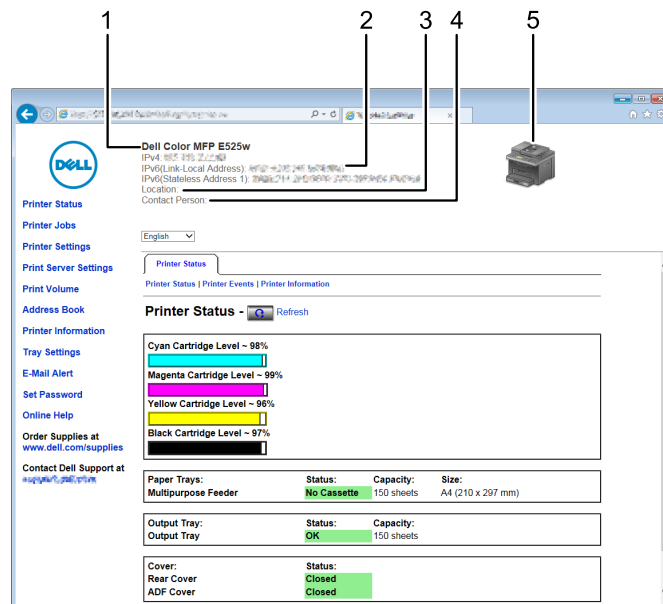 1 2 3 4 5
DELL
Dell Color MFP E525w
IPv4:
IPv6(Link-Local Address):
IPv6(Stateless Address 1):
Location:
Contact Person:
English
Printer Status
Printer Jobs
Printer Settings
Print Server Settings
Print Volume
Address Book
Printer Information
Tray Settings
E-Mail Alert
Set Password
Online Help
Order Supplies at
www.dell.com/supplies
Contact Dell Support at
Printer Status
Printer Status | Printer Events | Printer Information
Printer Status - Refresh
Cyan Cartridge Level ~ 98%
Magenta Cartridge Level ~ 99%
Yellow Cartridge Level ~ 96%
Black Cartridge Level ~ 97%
Paper Trays: Status: Capacity: Size:
Multipurpose Feeder No Cassette 150 sheets A4 (210 x 297 mm)
Output Tray: Status: Capacity:
Output Tray OK 150 sheets
Cover: Status:
Rear Cover Closed
ADF Cover Closed